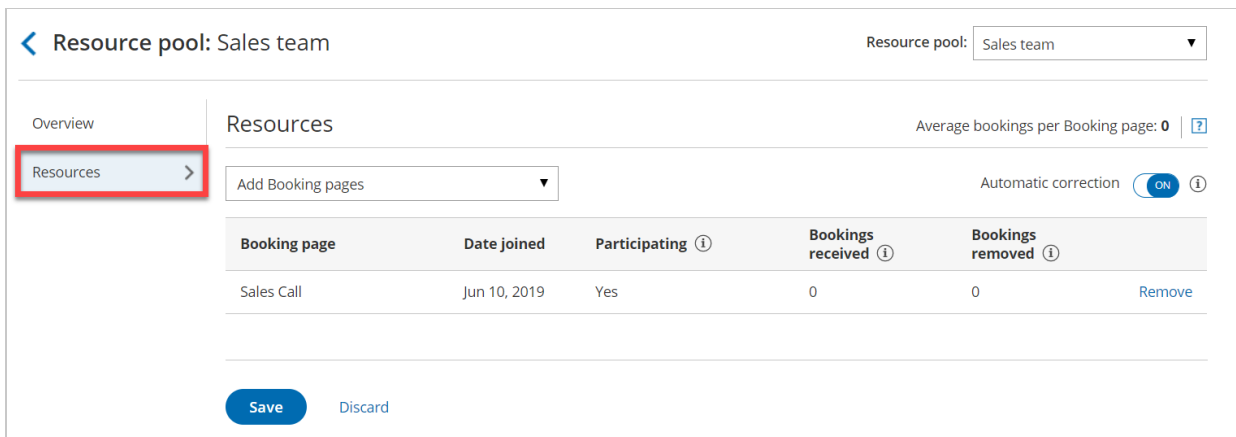 Resource pool: Sales team
Resource pool: Sales team
Overview
Resources
Resources
Average bookings per Booking page: 0 ?
Add Booking pages
Automatic correction ON i
Booking page Date joined Participating i Bookings received i Bookings removed i
Sales Call Jun 10, 2019 Yes 0 0 Remove
Save Discard